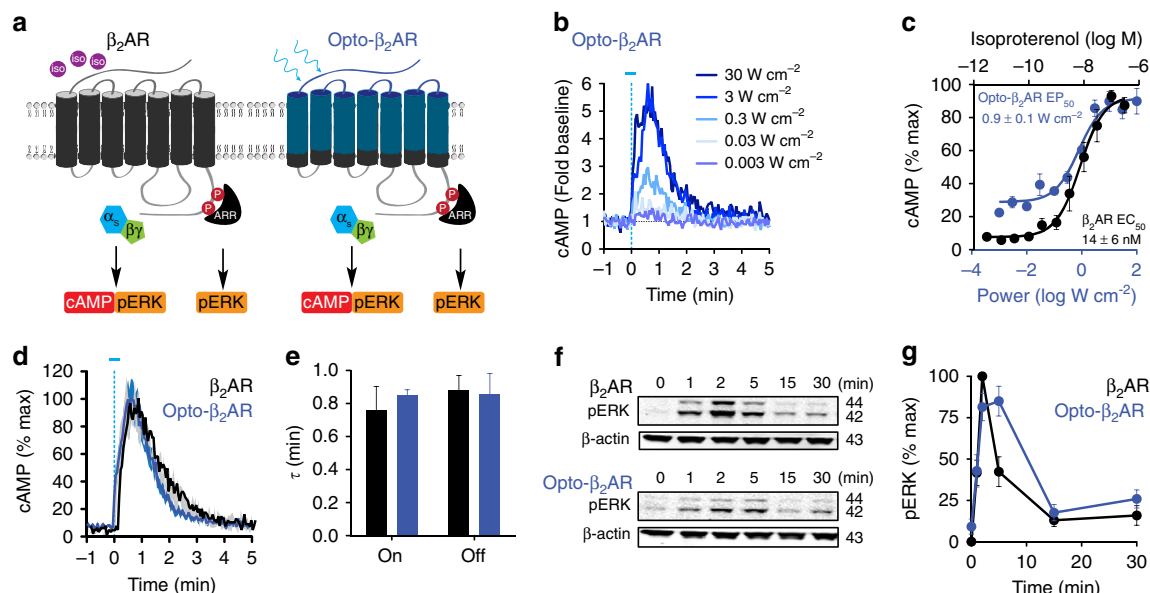 a
β2AR
Opto-β2AR
iso iso iso
P
P
ARR
αs
βγ
cAMP pERK
pERK
P
P
ARR
αs
βγ
cAMP pERK
pERK
b
Opto-β2AR
cAMP (Fold baseline)
6
5
4
3
2
1
0
30 W cm−2
3 W cm−2
0.3 W cm−2
0.03 W cm−2
0.003 W cm−2
−1 0 1 2 3 4 5
Time (min)
c
Isoproterenol (log M)
−12 −10 −8 −6
cAMP (% max)
100
80
60
40
20
0
Opto-β2AR EP50
0.9 ± 0.1 W cm−2
β2AR EC50
14 ± 6 nM
−4 −2 0 2
Power (log W cm−2)
d
β2AR
Opto-β2AR
cAMP (% max)
120
100
80
60
40
20
0
−1 0 1 2 3 4 5
Time (min)
e
τ (min)
1.0
0.8
0.6
0.4
0.2
0.0
On Off
f
β2AR 0 1 2 5 15 30 (min)
pERK 44
42
β-actin 43
Opto-β2AR 0 1 2 5 15 30 (min)
pERK 44
42
β-actin 43
g
β2AR
Opto-β2AR
pERK (% max)
100
75
50
25
0
0 10 20 30
Time (min)